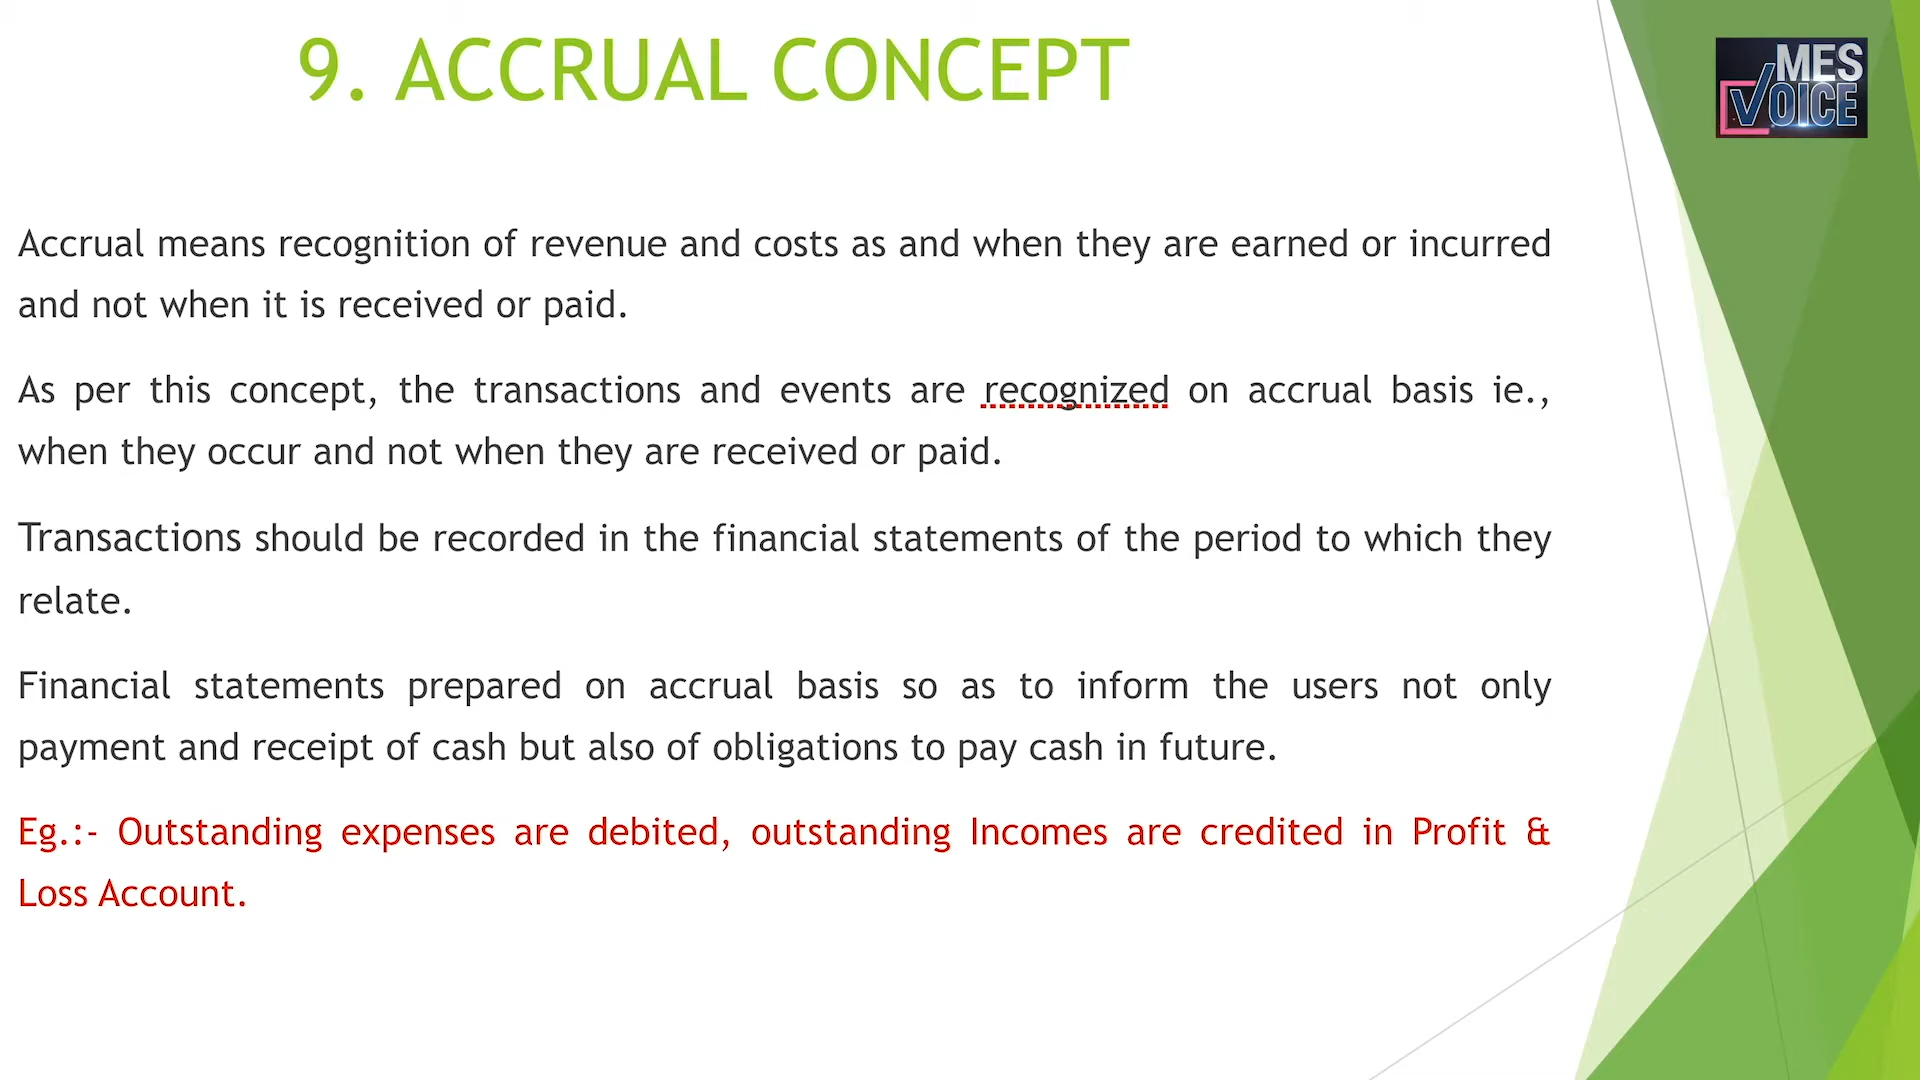 9. ACCRUAL CONCEPT
MES
VOICE
Accrual means recognition of revenue and costs as and when they are earned or incurred
and not when it is received or paid.
As per this concept, the transactions and events are recognized on accrual basis ie.,
when they occur and not when they are received or paid.
Transactions should be recorded in the financial statements of the period to which they
relate.
Financial statements prepared on accrual basis so as to inform the users not only
payment and receipt of cash but also of obligations to pay cash in future.
Eg.:- Outstanding expenses are debited, outstanding Incomes are credited in Profit &
Loss Account.